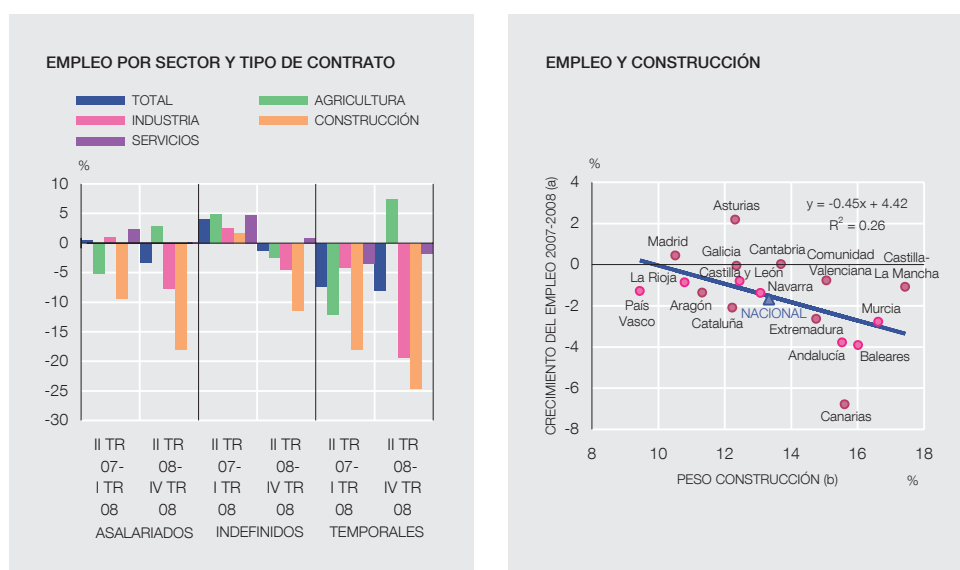 EMPLEO POR SECTOR Y TIPO DE CONTRATO
TOTAL
AGRICULTURA
INDUSTRIA
CONSTRUCCIÓN
SERVICIOS
%
10
5
0
-5
-10
-15
-20
-25
-30
II TR 07- I TR 08
II TR 08- IV TR 08
II TR 07- I TR 08
II TR 08- IV TR 08
II TR 07- I TR 08
II TR 08- IV TR 08
ASALARIADOS
INDEFINIDOS
TEMPORALES
EMPLEO Y CONSTRUCCIÓN
%
CRECIMIENTO DEL EMPLEO 2007-2008 (a)
4
2
0
-2
-4
-6
-8
y = -0.45x + 4.42
R² = 0.26
Asturias
Madrid
Galicia
Cantabria
Comunidad
Valenciana
Castilla-
La Mancha
La Rioja
Castilla y León
Navarra
País
Vasco
Aragón
Cataluña
NACIONAL
Extremadura
Murcia
Andalucía
Baleares
Canarias
8
10
12
14
16
18
PESO CONSTRUCCIÓN (b)
%